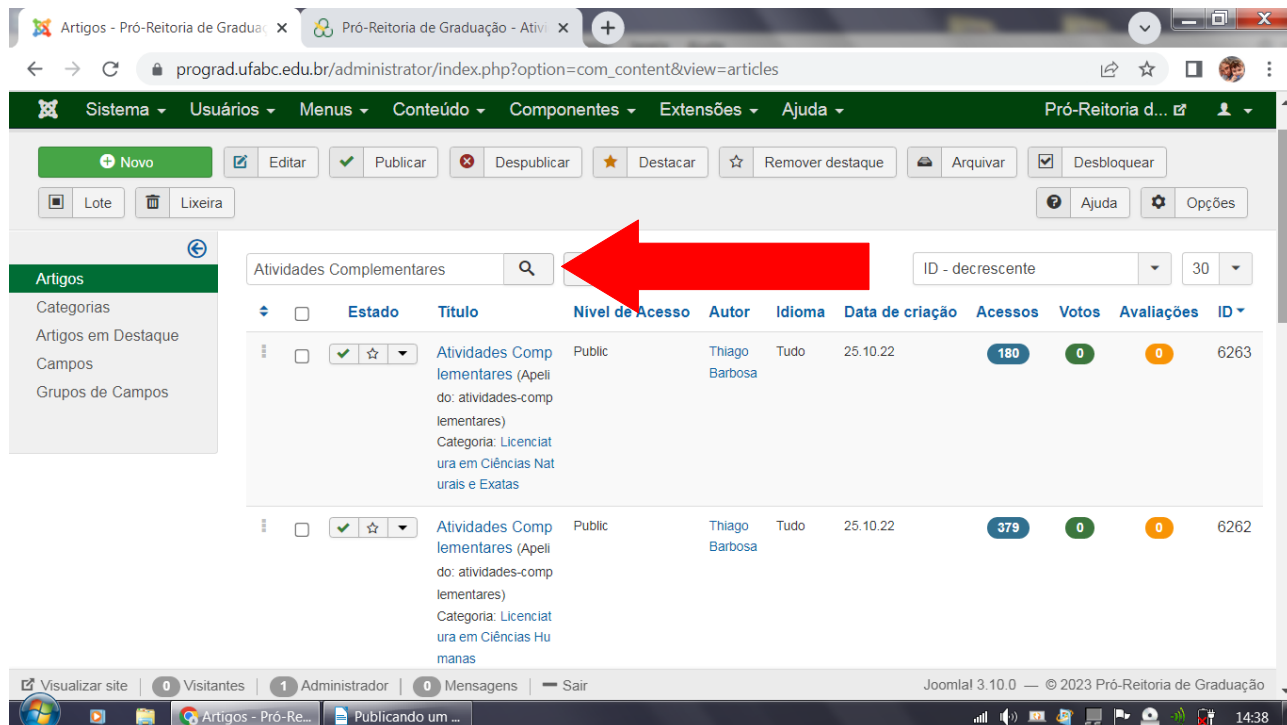 Artigos - Pró-Reitoria de Graduaç
Pró-Reitoria de Graduação - Ativi
prograd.ufabc.edu.br/administrator/index.php?option=com_content&view=articles
Sistema Usuários Menus Conteúdo Componentes Extensões Ajuda Pró-Reitoria d...
Novo Editar Publicar Despublicar Destacar Remover destaque Arquivar Desbloquear
Lote Lixeira Ajuda Opções
Artigos
Categorias
Artigos em Destaque
Campos
Grupos de Campos
Atividades Complementares ID - decrescente 30
Estado Título Nível de Acesso Autor Idioma Data de criação Acessos Votos Avaliações ID
Atividades Comp Public Thiago Tudo 25.10.22 180 0 0 6263
lementares (Apeli Barbosa
do: atividades-comp
lementares)
Categoria: Licenciat
ura em Ciências Nat
urais e Exatas
Atividades Comp Public Thiago Tudo 25.10.22 379 0 0 6262
lementares (Apeli Barbosa
do: atividades-comp
lementares)
Categoria: Licenciat
ura em Ciências Hu
manas
Visualizar site 0 Visitantes 1 Administrador 0 Mensagens Sair Joomla! 3.10.0 — © 2023 Pró-Reitoria de Graduação
Artigos - Pró-Re... Publicando um ... 14:38